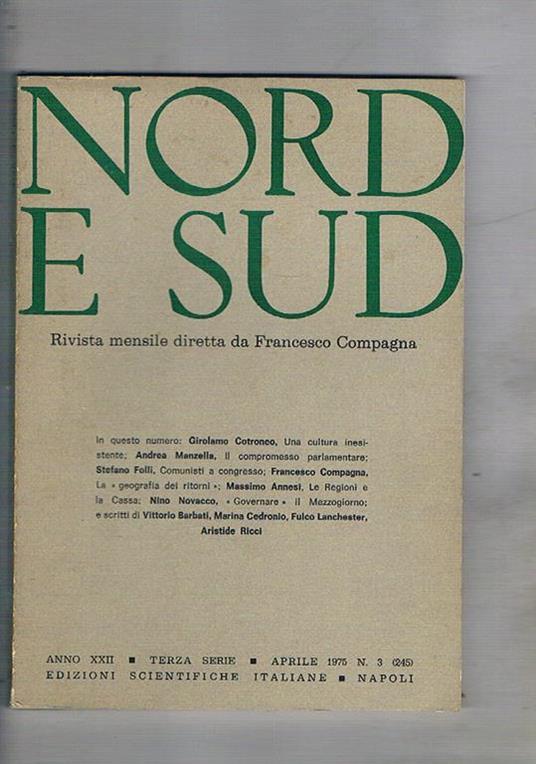 NORD
E SUD
Rivista mensile diretta da Francesco Compagna
In questo numero: Girolamo Cotroneo, Una cultura inesi-
stente; Andrea Manzella, Il compromesso parlamentare;
Stefano Folli, Comunisti a congresso; Francesco Compagna,
La « geografia dei ritorni »; Massimo Annesi, Le Regioni e
la Cassa; Nino Novacco, « Governare » il Mezzogiorno;
e scritti di Vittorio Barbati, Marina Cedronio, Fulco Lanchester,
Aristide Ricci
ANNO XXII ■ TERZA SERIE ■ APRILE 1975 N. 3 (245)
EDIZIONI SCIENTIFICHE ITALIANE ■ NAPOLI